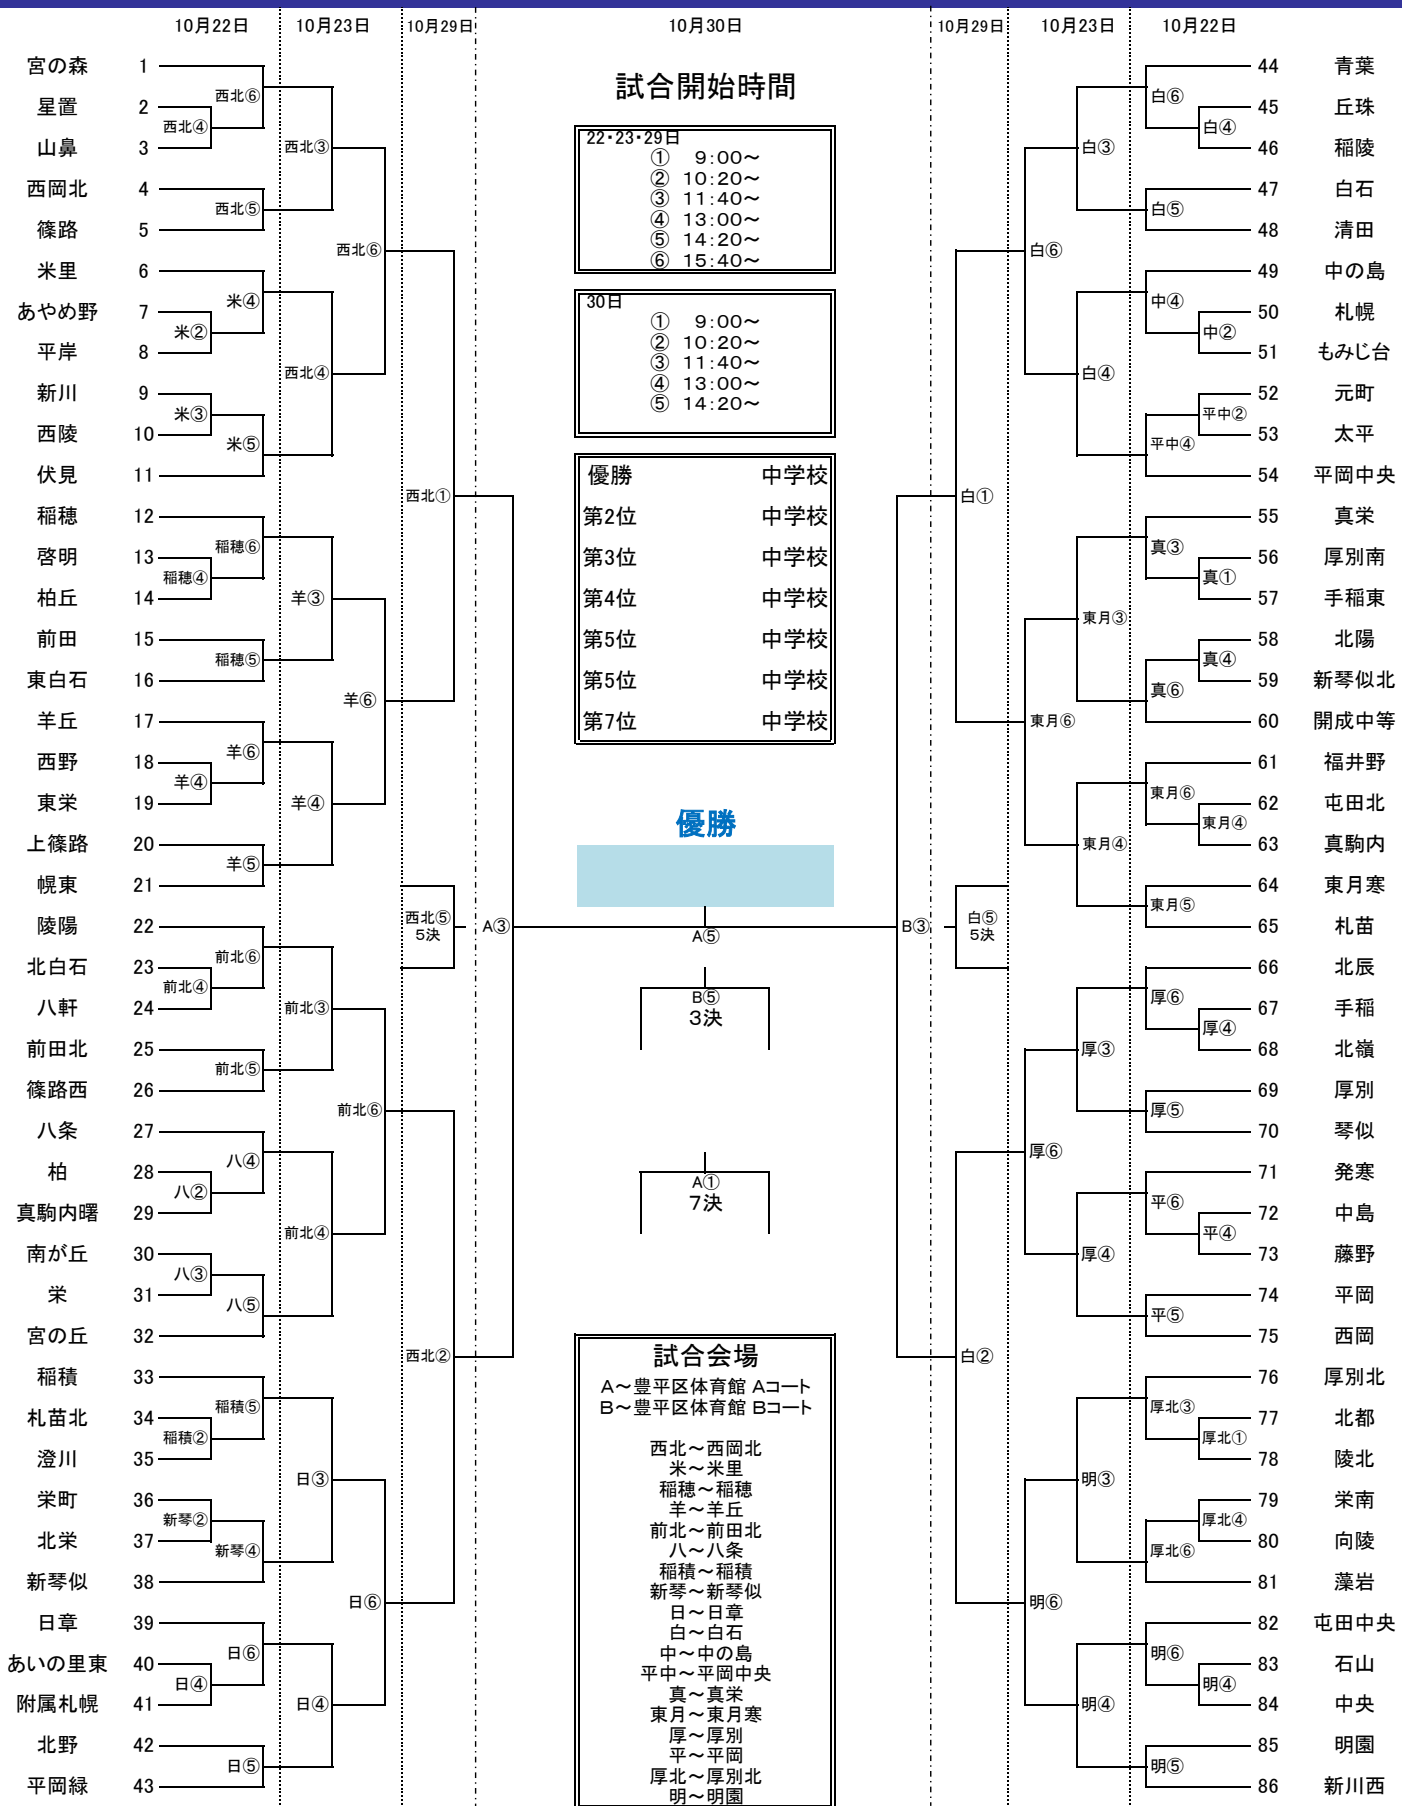 10月22日 10月23日 10月29日 10月30日 10月29日 10月23日 10月22日
宮の森 1
星置 2
山鼻 3
西岡北 4
篠路 5
米里 6
あやめ野 7
平岸 8
新川 9
西陵 10
伏見 11
稲穂 12
啓明 13
柏丘 14
前田 15
東白石 16
羊丘 17
西野 18
東栄 19
上篠路 20
幌東 21
陵陽 22
北白石 23
八軒 24
前田北 25
篠路西 26
八条 27
柏 28
真駒内曙 29
南が丘 30
栄 31
宮の丘 32
稲積 33
札苗北 34
澄川 35
栄町 36
北栄 37
新琴似 38
日章 39
あいの里東 40
附属札幌 41
北野 42
平岡緑 43
西北⑥
西北④
西北⑤
米④
米②
米③
米⑤
稲穂⑥
稲穂④
稲穂⑤
羊⑥
羊④
羊⑤
前北⑥
前北④
前北⑤
八④
八②
八③
八⑤
稲積⑤
稲積②
新琴②
新琴④
日⑥
日④
日⑤
西北③
西北④
羊③
羊④
前北③
前北④
日③
日④
西北⑥
羊⑥
前北⑥
日⑥
西北①
西北⑤
5決
西北②
A③
試合開始時間
22・23・29日
① 9:00～
② 10:20～
③ 11:40～
④ 13:00～
⑤ 14:20～
⑥ 15:40～
30日
① 9:00～
② 10:20～
③ 11:40～
④ 13:00～
⑤ 14:20～
優勝 中学校
第2位 中学校
第3位 中学校
第4位 中学校
第5位 中学校
第5位 中学校
第7位 中学校
優勝
A⑤
B⑤
3決
A①
7決
試合会場
A～豊平区体育館 Aコート
B～豊平区体育館 Bコート
西北～西岡北
米～米里
稲穂～稲穂
羊～羊丘
前北～前田北
八～八条
稲積～稲積
新琴～新琴似
日～日章
白～白石
中～中の島
平中～平岡中央
真～真栄
東月～東月寒
厚～厚別
平～平岡
厚北～厚別北
明～明園
B③
白①
白⑤
5決
白②
白⑥
東月⑥
厚⑥
明⑥
白③
白④
東月③
東月④
厚③
厚④
明③
明④
白⑥
白④
白⑤
中④
中②
平中②
平中④
真③
真①
真④
真⑥
東月⑥
東月④
東月⑤
厚⑥
厚④
厚⑤
平⑥
平④
平⑤
厚北③
厚北①
厚北④
厚北⑥
明⑥
明④
明⑤
44 青葉
45 丘珠
46 稲陵
47 白石
48 清田
49 中の島
50 札幌
51 もみじ台
52 元町
53 太平
54 平岡中央
55 真栄
56 厚別南
57 手稲東
58 北陽
59 新琴似北
60 開成中等
61 福井野
62 屯田北
63 真駒内
64 東月寒
65 札苗
66 北辰
67 手稲
68 北嶺
69 厚別
70 琴似
71 発寒
72 中島
73 藤野
74 平岡
75 西岡
76 厚別北
77 北都
78 陵北
79 栄南
80 向陵
81 藻岩
82 屯田中央
83 石山
84 中央
85 明園
86 新川西